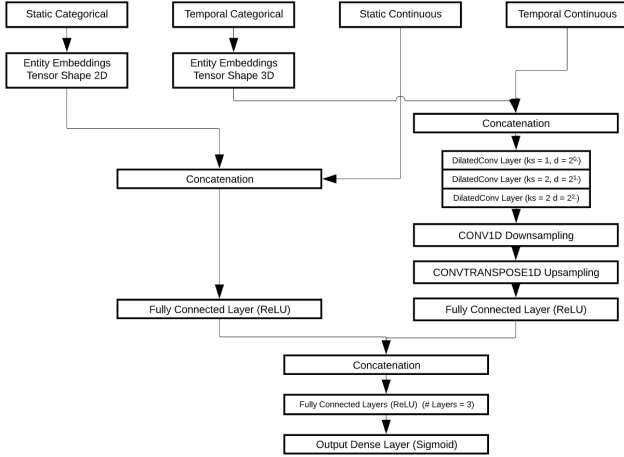 Static Categorical
Temporal Categorical
Static Continuous
Temporal Continuous
Entity Embeddings
Tensor Shape 2D
Entity Embeddings
Tensor Shape 3D
Concatenation
DilatedConv Layer (ks = 1, d = 2⁰·)
DilatedConv Layer (ks = 2, d = 2¹·)
DilatedConv Layer (ks = 2 d = 2²·)
Concatenation
CONV1D Downsampling
CONVTRANSPOSE1D Upsampling
Fully Connected Layer (ReLU)
Fully Connected Layer (ReLU)
Concatenation
Fully Connected Layers (ReLU) (# Layers = 3)
Output Dense Layer (Sigmoid)